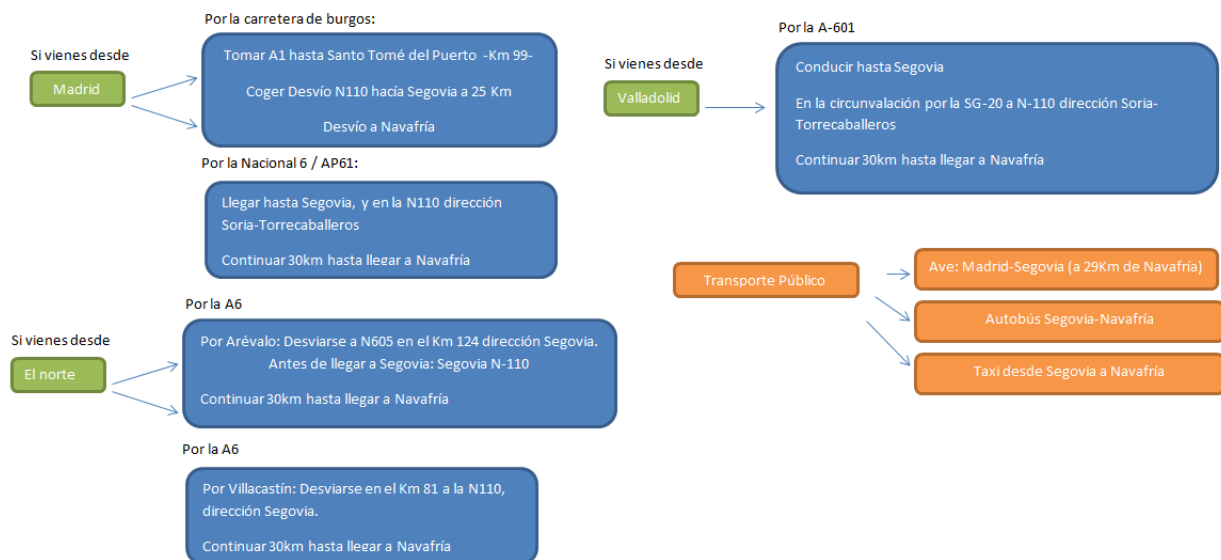 Por la carretera de burgos:
Si vienes desde
Madrid
Tomar A1 hasta Santo Tomé del Puerto -Km 99-
Coger Desvío N110 hacía Segovia a 25 Km
Desvío a Navafría
Por la Nacional 6 / AP61:
Llegar hasta Segovia, y en la N110 dirección
Soria-Torrecaballeros
Continuar 30km hasta llegar a Navafría
Por la A6
Si vienes desde
El norte
Por Arévalo: Desviarse a N605 en el Km 124 dirección Segovia.
Antes de llegar a Segovia: Segovia N-110
Continuar 30km hasta llegar a Navafría
Por la A6
Por Villacastín: Desviarse en el Km 81 a la N110,
dirección Segovia.
Continuar 30km hasta llegar a Navafría
Por la A-601
Si vienes desde
Valladolid
Conducir hasta Segovia
En la circunvalación por la SG-20 a N-110 dirección Soria-
Torrecaballeros
Continuar 30km hasta llegar a Navafría
Transporte Público
Ave: Madrid-Segovia (a 29Km de Navafría)
Autobús Segovia-Navafría
Taxi desde Segovia a Navafría